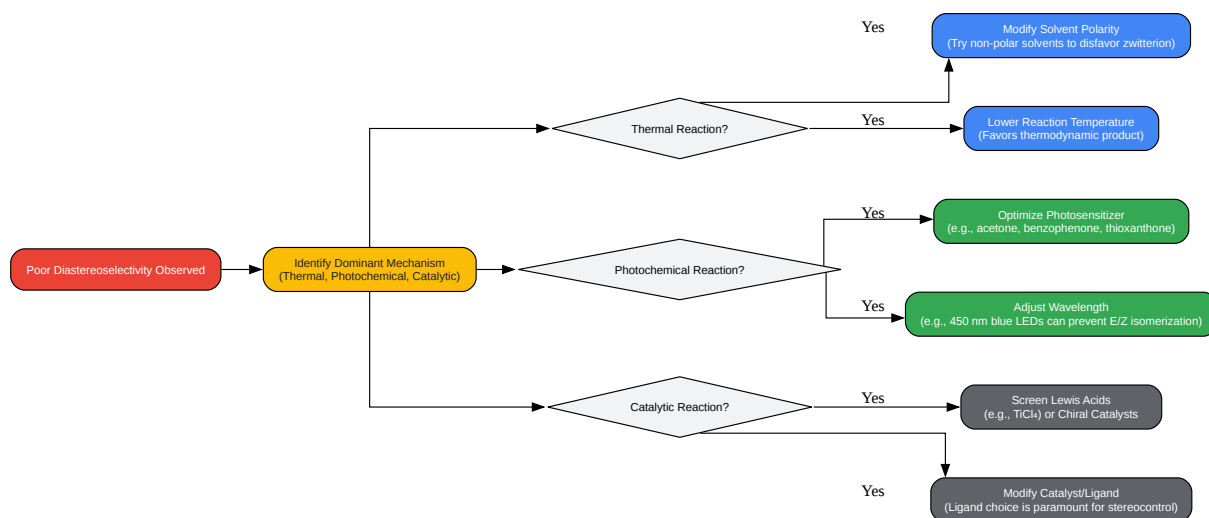 Poor Diastereoselectivity Observed
Identify Dominant Mechanism
(Thermal, Photochemical, Catalytic)
Thermal Reaction?
Yes
Modify Solvent Polarity
(Try non-polar solvents to disfavor zwitterion)
Yes
Lower Reaction Temperature
(Favors thermodynamic product)
Photochemical Reaction?
Yes
Optimize Photosensitizer
(e.g., acetone, benzophenone, thioxanthone)
Yes
Adjust Wavelength
(e.g., 450 nm blue LEDs can prevent E/Z isomerization)
Catalytic Reaction?
Yes
Screen Lewis Acids
(e.g., TiCl₄) or Chiral Catalysts
Yes
Modify Catalyst/Ligand
(Ligand choice is paramount for stereocontrol)